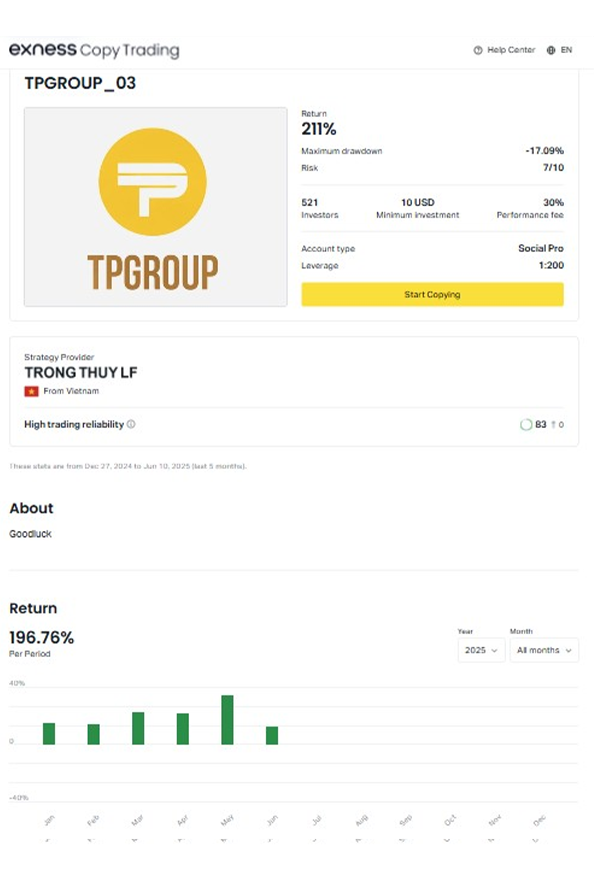 exness Copy Trading
Help Center
EN
TPGROUP_03
TPGROUP
Return
211%
Maximum drawdown -17.09%
Risk 7/10
521 10 USD 30%
Investors Minimum investment Performance fee
Account type Social Pro
Leverage 1:200
Start Copying
Strategy Provider
TRONG THUY LF
From Vietnam
High trading reliability 83 ↑ 0
These stats are from Dec 27, 2024 to Jun 10, 2025 (last 5 months).
About
Goodluck
Return
196.76%
Per Period
Year Month
2025 All months
40%
0
-40%
Jan Feb Mar Apr May Jun Jul Aug Sep Oct Nov Dec